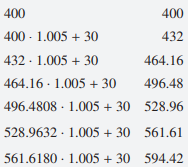 400 400
400 · 1.005 + 30 432
432 · 1.005 + 30 464.16
464.16 · 1.005 + 30 496.48
496.4808 · 1.005 + 30 528.96
528.9632 · 1.005 + 30 561.61
561.6180 · 1.005 + 30 594.42